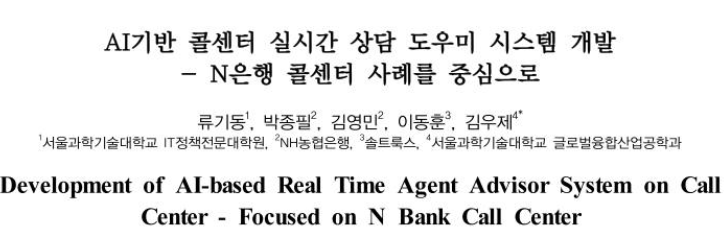 AI기반 콜센터 실시간 상담 도우미 시스템 개발
- N은행 콜센터 사례를 중심으로
류기동1, 박종필2, 김영민2, 이동훈3, 김우제4*
1서울과학기술대학교 IT정책전문대학원, 2NH농협은행, 3솔트룩스, 4서울과학기술대학교 글로벌융합산업공학과
Development of AI-based Real Time Agent Advisor System on Call
Center - Focused on N Bank Call Center